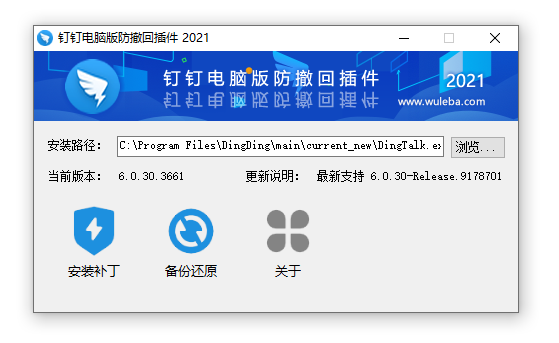 钉钉电脑版防撤回插件 2021
钉钉电脑版防撤回插件
2021
www.wuleba.com
安装路径： C:\Program Files\DingDing\main\current_new\DingTalk.ex 浏览...
当前版本： 6.0.30.3661 更新说明： 最新支持 6.0.30-Release.9178701
安装补丁 备份还原 关于